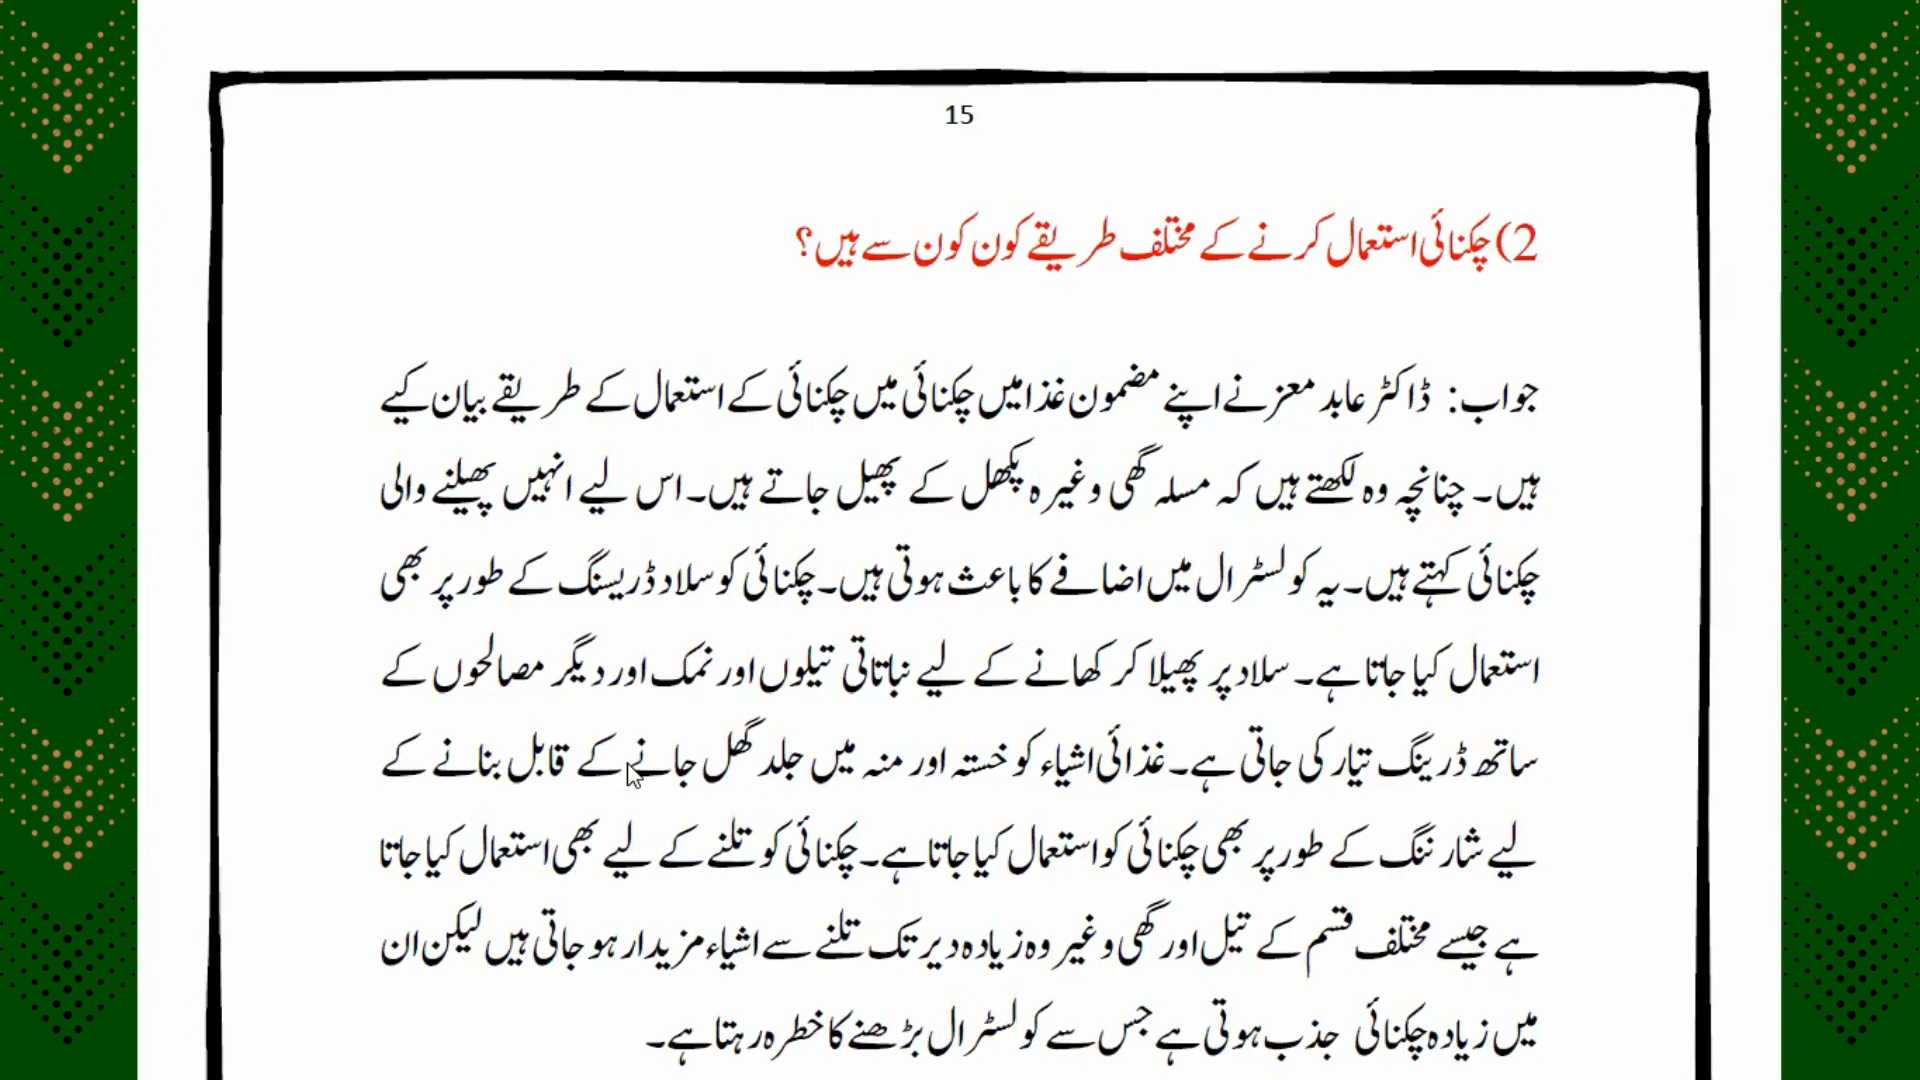 15
2) چکنائی استعمال کرنے کے مختلف طریقے کون کون سے ہیں؟
جواب: ڈاکٹر عابد معزنے اپنے مضمون غذا میں چکنائی میں چکنائی کے استعمال کے طریقے بیان کیے
ہیں۔ چنانچہ وہ لکھتے ہیں کہ مسلہ گھی وغیرہ پگھل کے پھیل جاتے ہیں۔ اس لیے انہیں پھیلنے والی
چکنائی کہتے ہیں۔ یہ کولسٹرال میں اضافے کا باعث ہوتی ہیں۔ چکنائی کو سلاد ڈریسنگ کے طور پر بھی
استعمال کیا جاتا ہے۔ سلاد پر پھیلا کر کھانے کے لیے نباتاتی تیلوں اور نمک اور دیگر مصالحوں کے
ساتھ ڈرینگ تیار کی جاتی ہے۔ غذائی اشیاء کو خستہ اور منہ میں جلد گھل جانے کے قابل بنانے کے
لیے شارننگ کے طور پر بھی چکنائی کو استعمال کیا جاتا ہے۔ چکنائی کو تلنے کے لیے بھی استعمال کیا جاتا
ہے جیسے مختلف قسم کے تیل اور گھی وغیر وہ زیادہ دیر تک تلنے سے اشیاء مزیدار ہو جاتی ہیں لیکن ان
میں زیادہ چکنائی جذب ہوتی ہے جس سے کولسٹرال بڑھنے کا خطرہ رہتا ہے۔